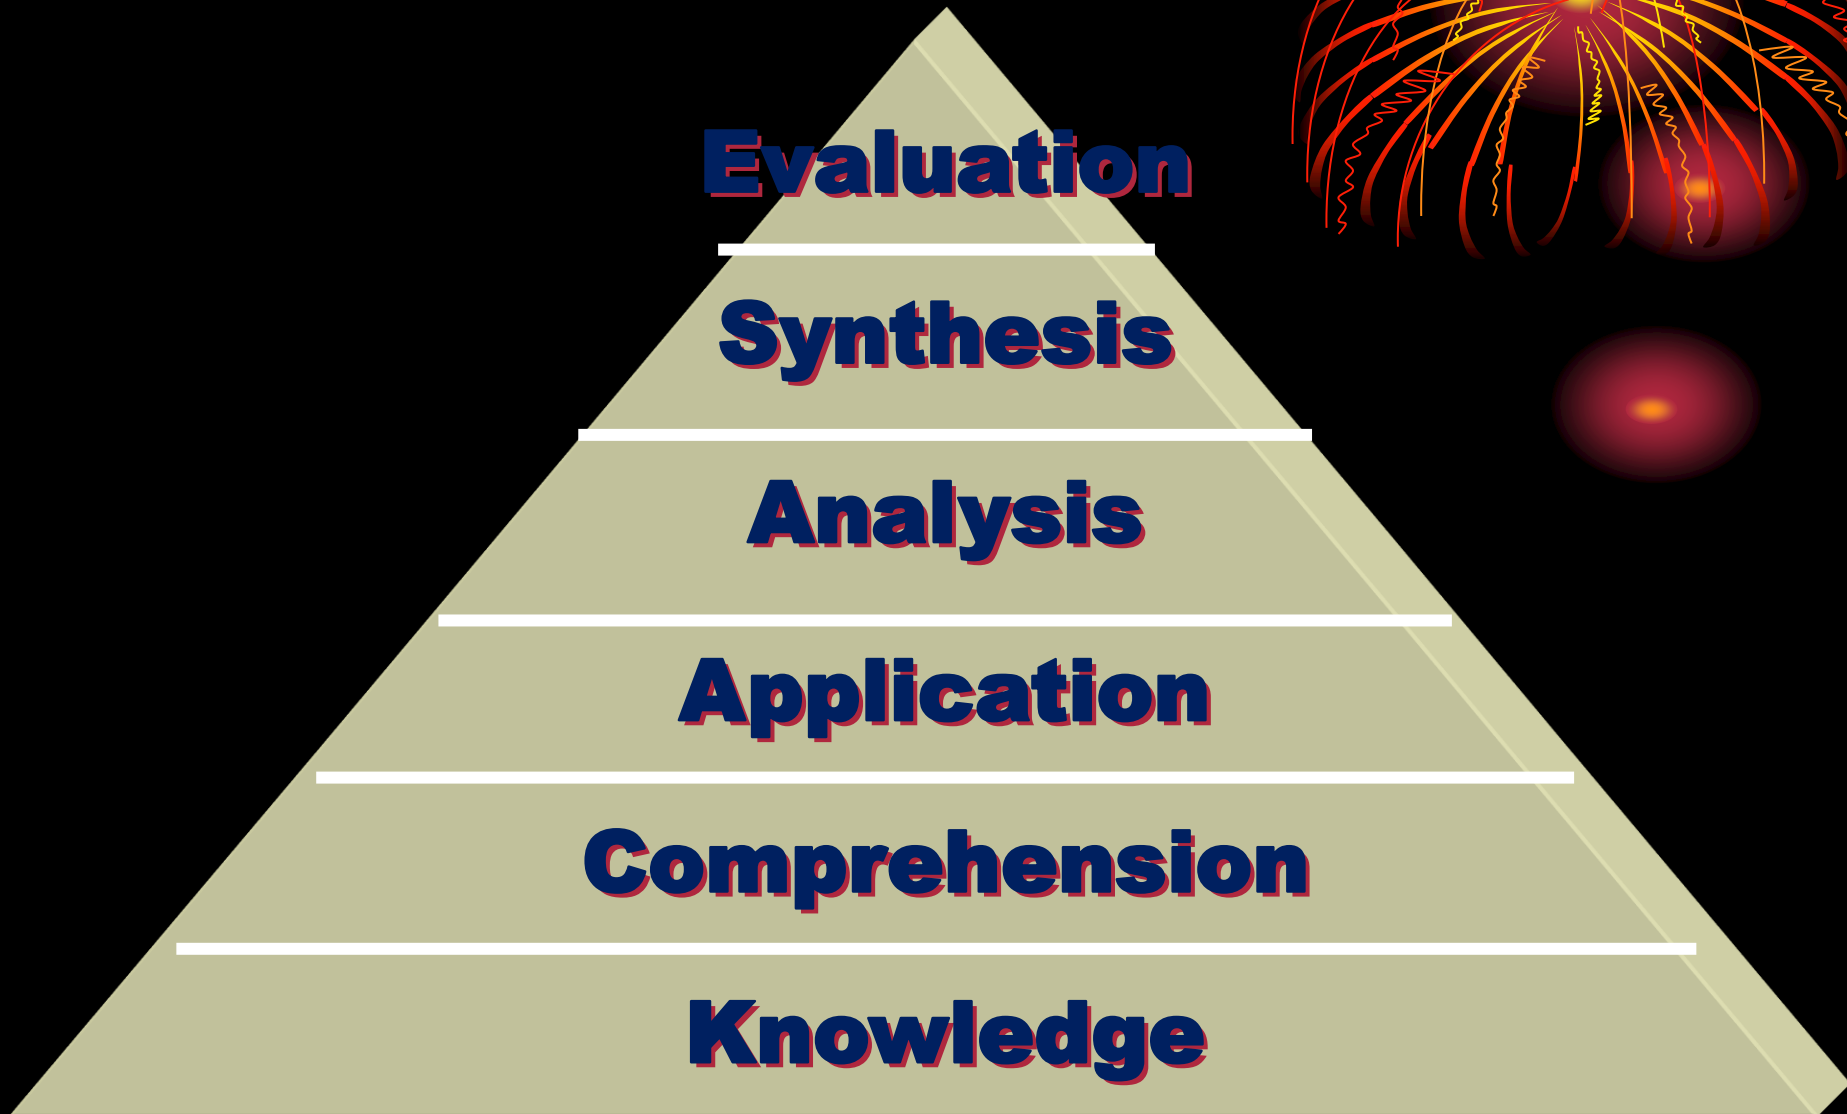 Evaluation
Synthesis
Analysis
Application
Comprehension
Knowledge